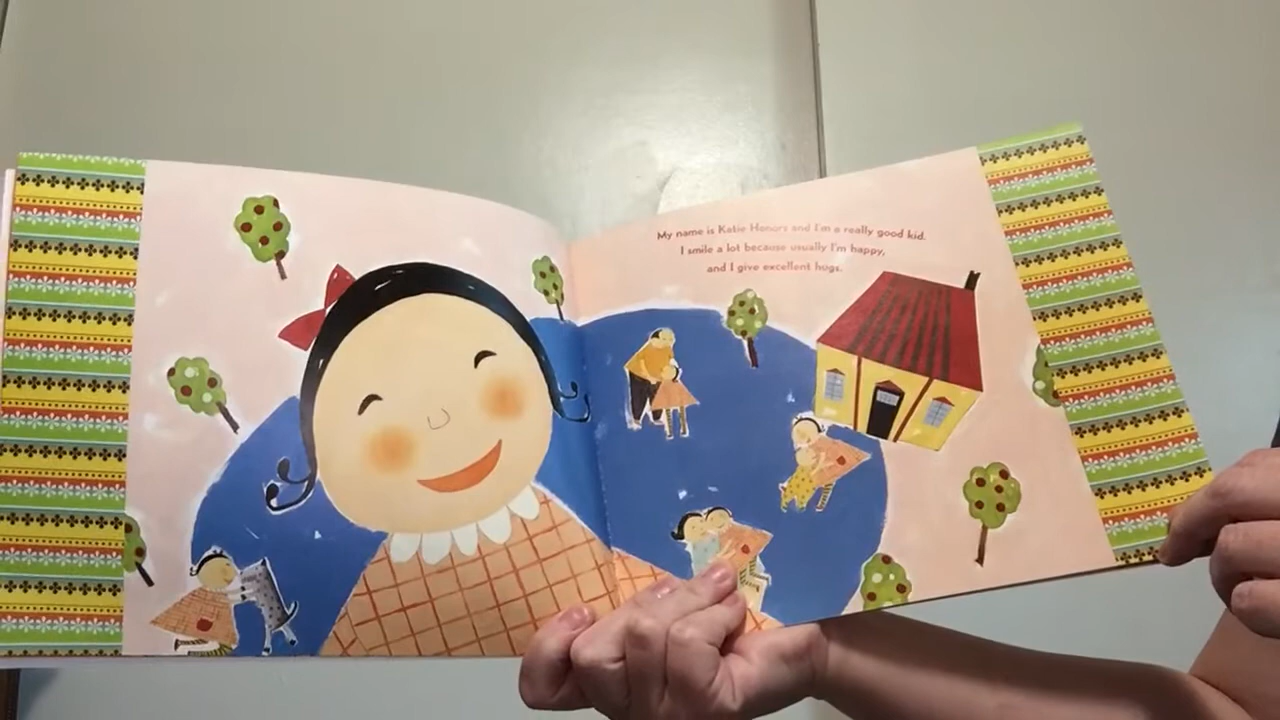 My name is Katie Honors and I'm a really good kid.
I smile a lot because usually I'm happy,
and I give excellent hugs.